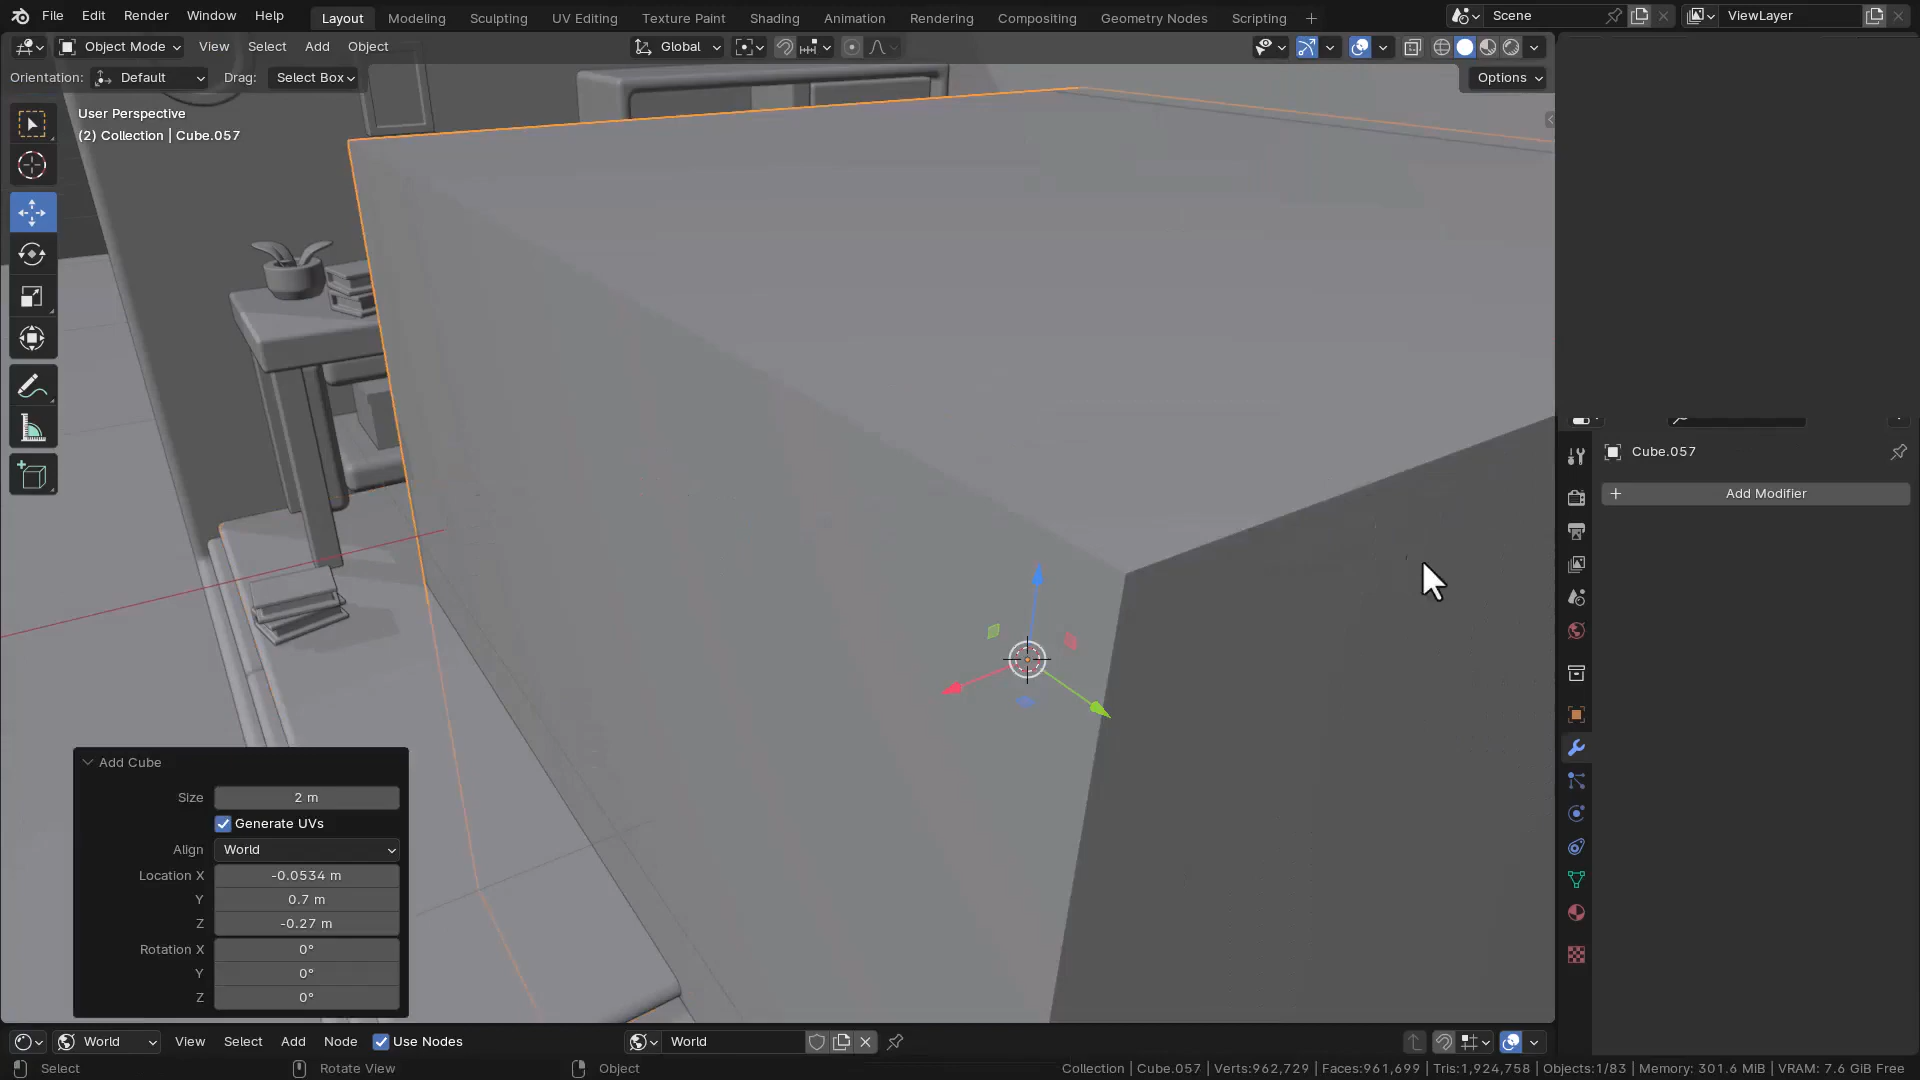 File Edit Render Window Help Layout Modeling Sculpting UV Editing Texture Paint Shading Animation Rendering Compositing Geometry Nodes Scripting + Scene ViewLayer
Object Mode View Select Add Object Global
Orientation: Default Drag: Select Box Options
User Perspective
(2) Collection | Cube.057
Cube.057
Add Modifier
Add Cube
Size 2 m
Generate UVs
Align World
Location X -0.0534 m
Y 0.7 m
Z -0.27 m
Rotation X 0°
Y 0°
Z 0°
World View Select Add Node Use Nodes World
Select Rotate View Object Collection | Cube.057 | Verts:962,729 | Faces:961,699 | Tris:1,924,758 | Objects:1/83 | Memory: 301.6 MiB | VRAM: 7.6 GiB Free